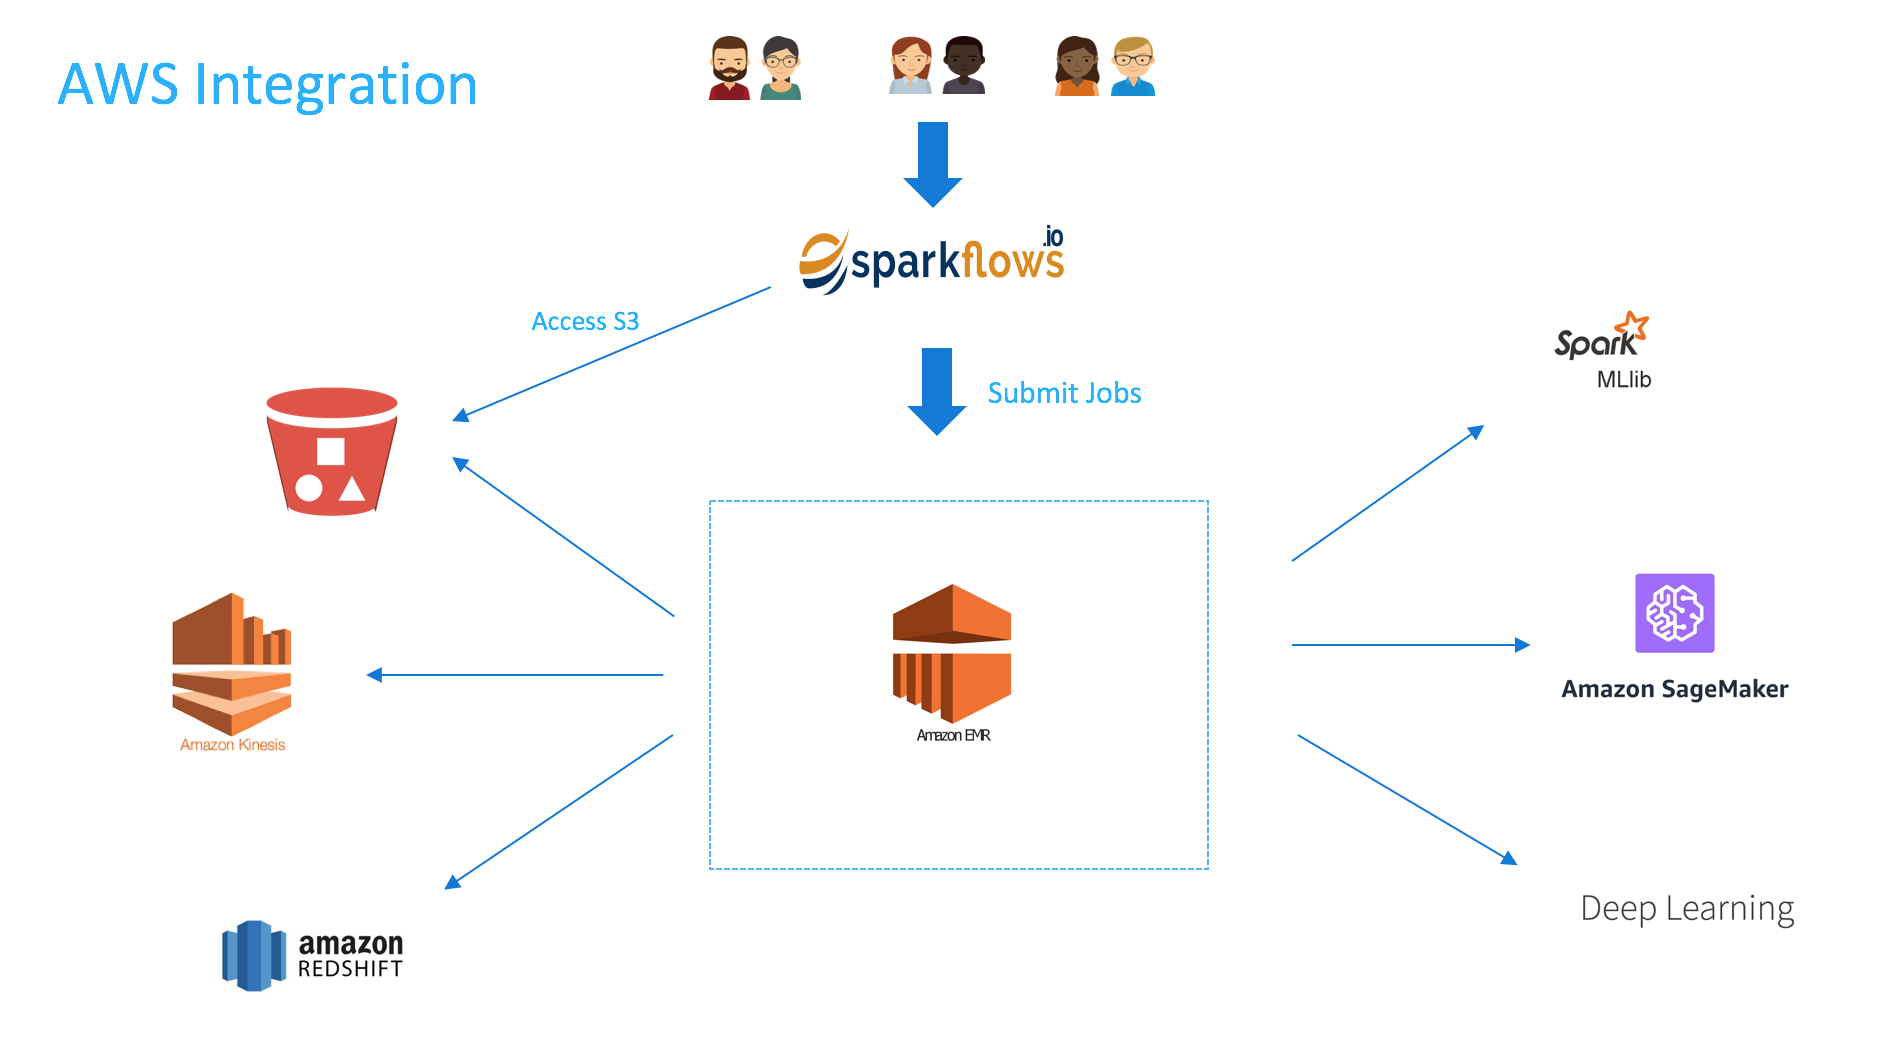 AWS Integration
sparkflows.io
Access S3
Submit Jobs
Spark
MLlib
Amazon Kinesis
Amazon EMR
Amazon SageMaker
amazon
REDSHIFT
Deep Learning